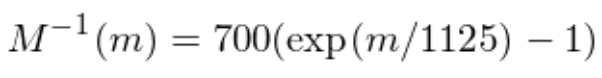 M⁻¹(m) = 700(exp(m/1125) − 1)